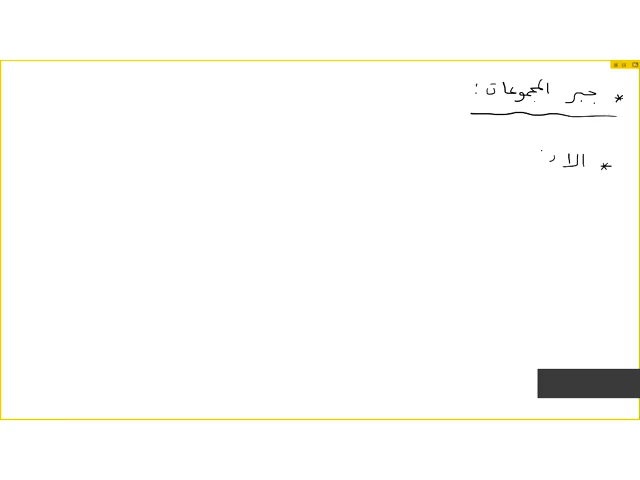 * جبر المجموعات :
* الا